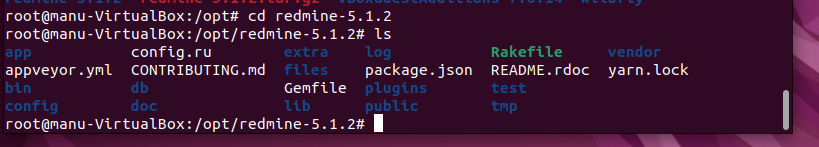 root@manu-VirtualBox:/opt# cd redmine-5.1.2
root@manu-VirtualBox:/opt/redmine-5.1.2# ls
app config.ru extra log Rakefile vendor
appveyor.yml CONTRIBUTING.md files package.json README.rdoc yarn.lock
bin db Gemfile plugins test
config doc lib public tmp
root@manu-VirtualBox:/opt/redmine-5.1.2#